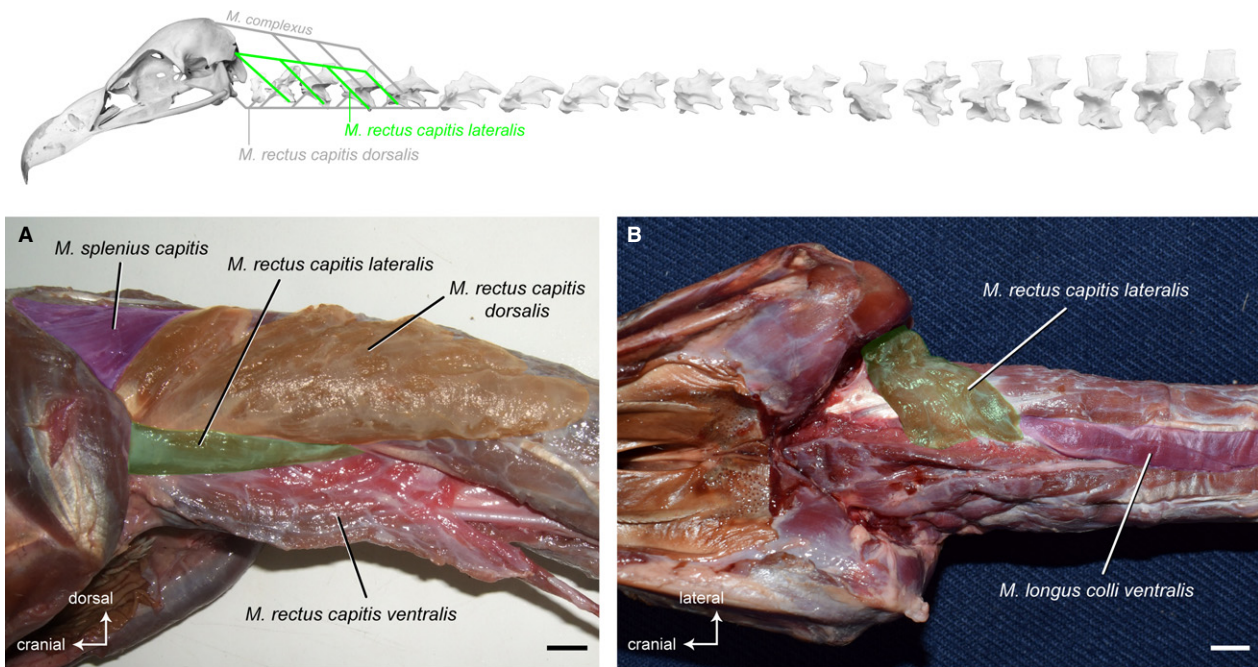 M. complexus
M. rectus capitis lateralis
M. rectus capitis dorsalis
A
M. splenius capitis
M. rectus capitis lateralis
M. rectus capitis
dorsalis
M. rectus capitis ventralis
dorsal
cranial
B
M. rectus capitis lateralis
M. longus colli ventralis
lateral
cranial